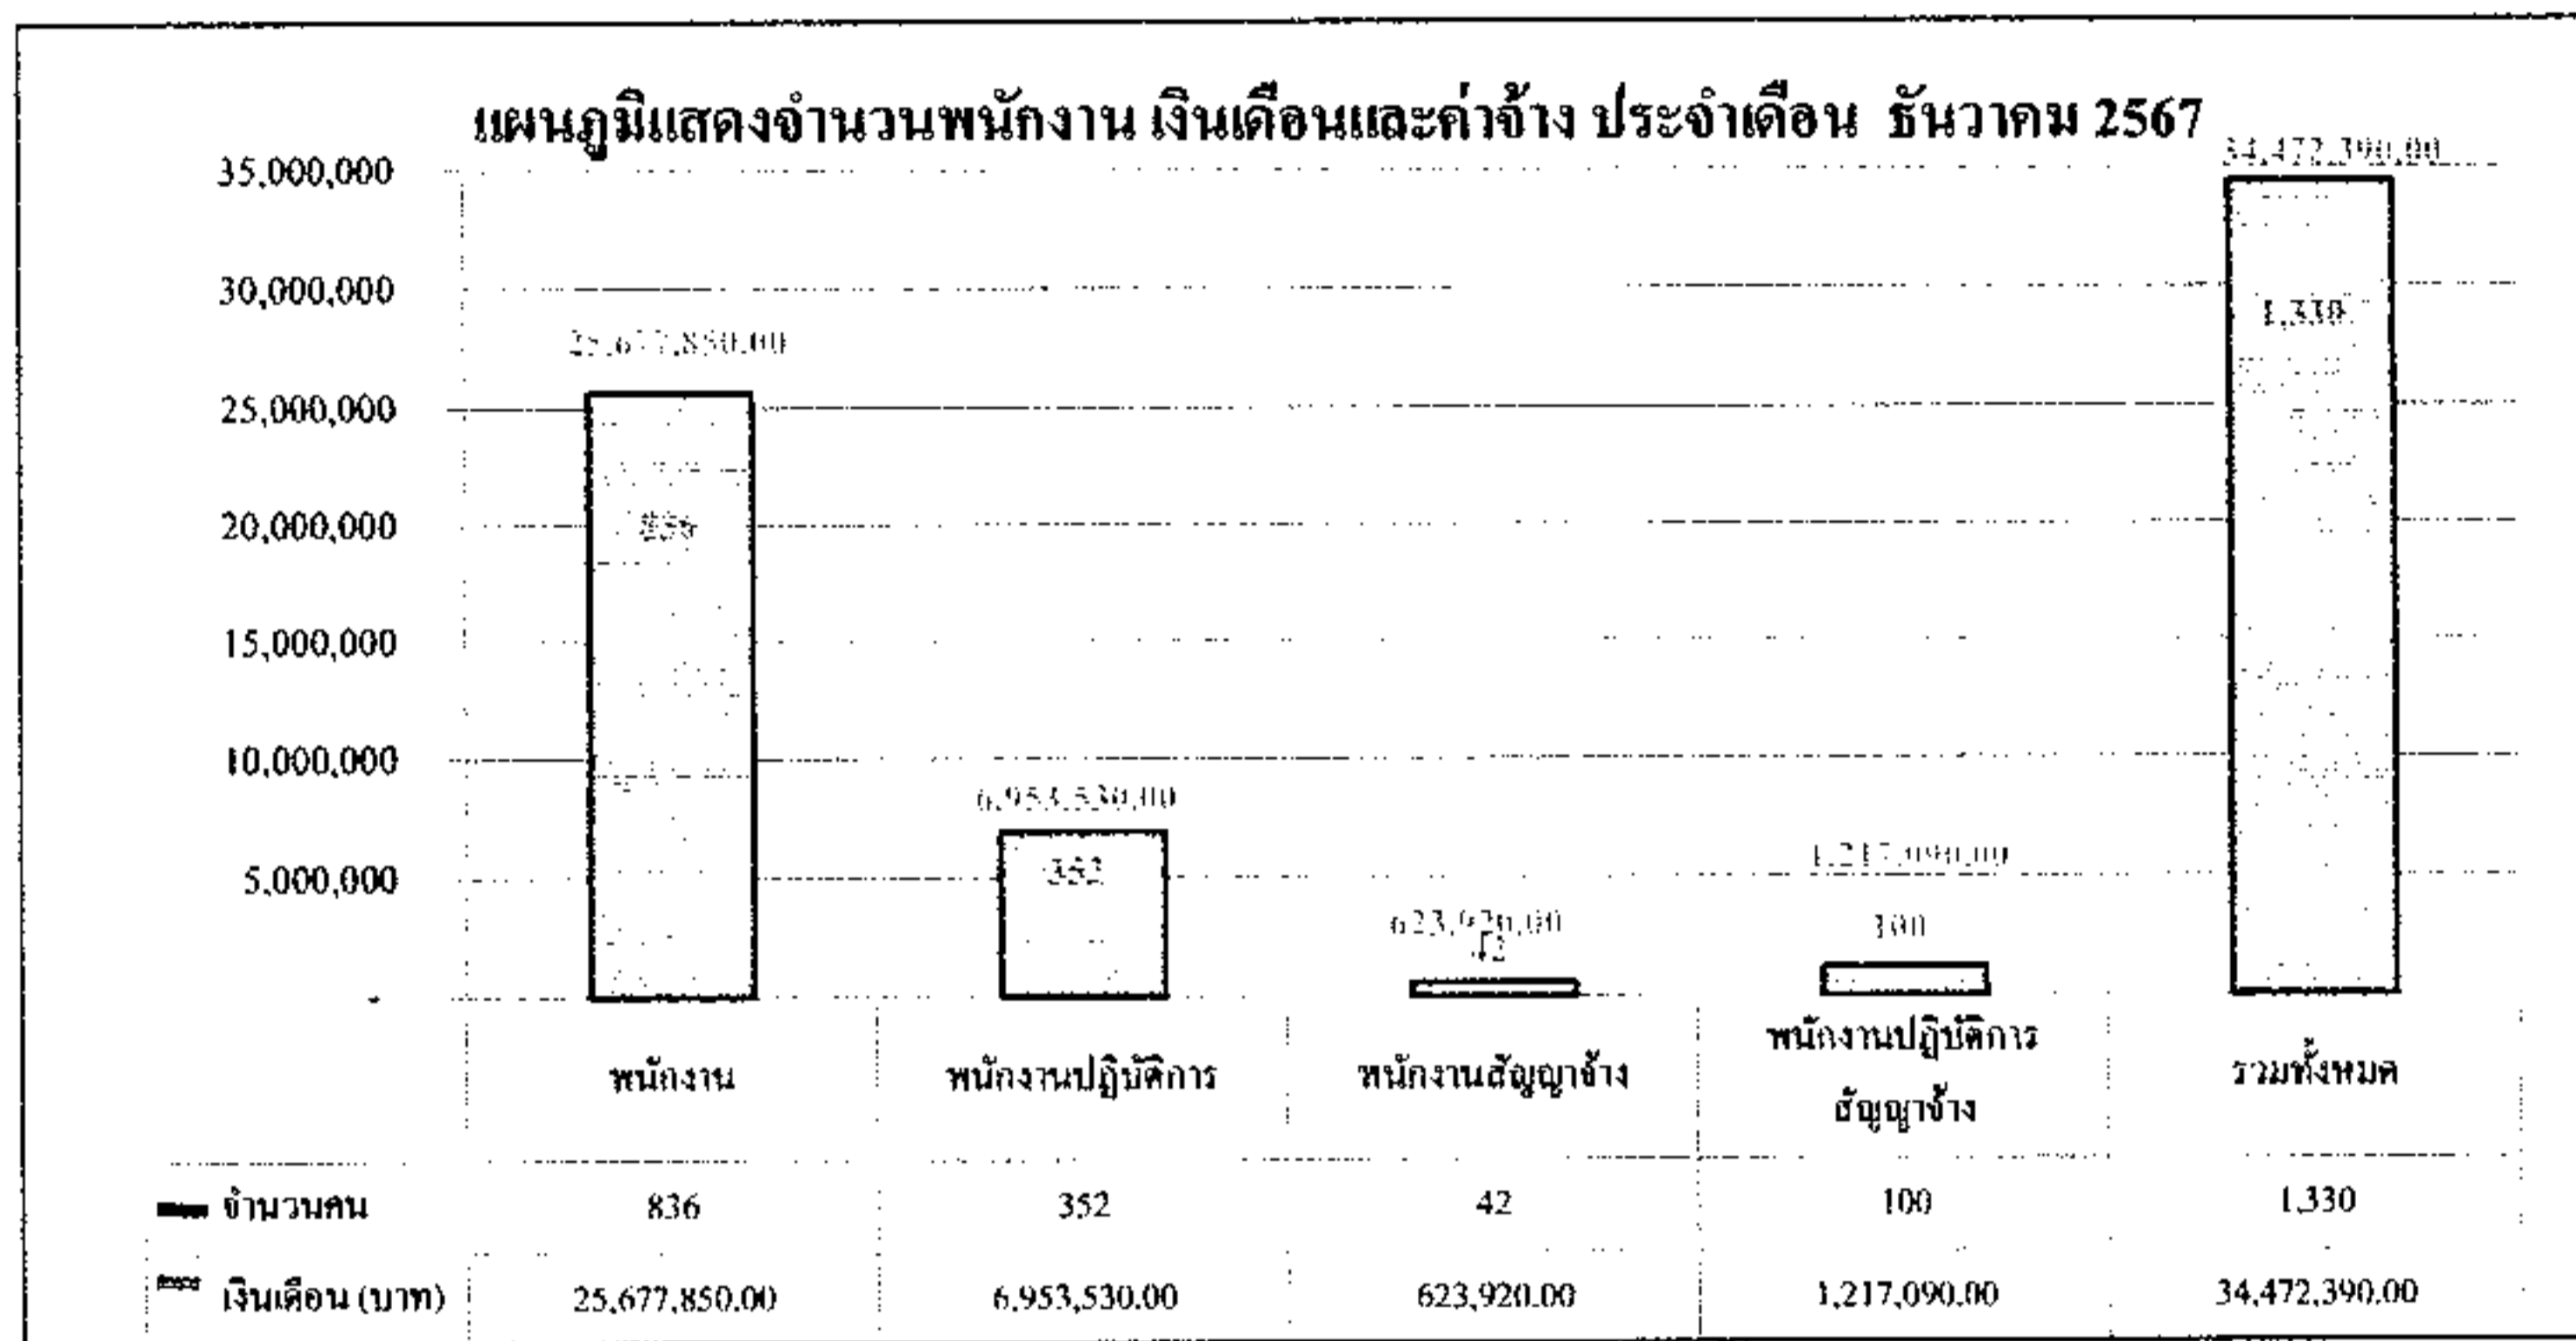 แผนภูมิแสดงจำนวนพนักงาน เงินเดือนและค่าจ้าง ประจำเดือน ธันวาคม 2567
34,472,390.00
35,000,000
30,000,000
1,330
25,677,850.00
25,000,000
20,000,000
836
15,000,000
10,000,000
6,953,530.00
5,000,000
352
1,217,090.00
623,920.00
42
100
-
พนักงาน
พนักงานปฏิบัติการ
พนักงานสัญญาจ้าง
พนักงานปฏิบัติการ
สัญญาจ้าง
รวมทั้งหมด
จำนวนคน 836 352 42 100 1,330
เงินเดือน (บาท) 25,677,850.00 6,953,530.00 623,920.00 1,217,090.00 34,472,390.00